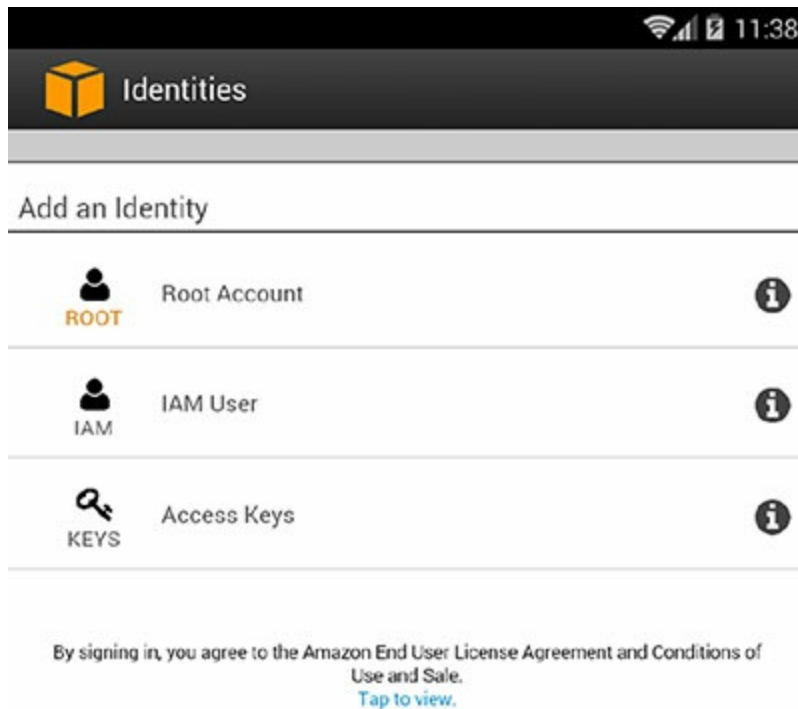 11:38
Identities
Add an Identity
ROOT
Root Account
IAM
IAM User
KEYS
Access Keys
By signing in, you agree to the Amazon End User License Agreement and Conditions of
Use and Sale.
Tap to view.